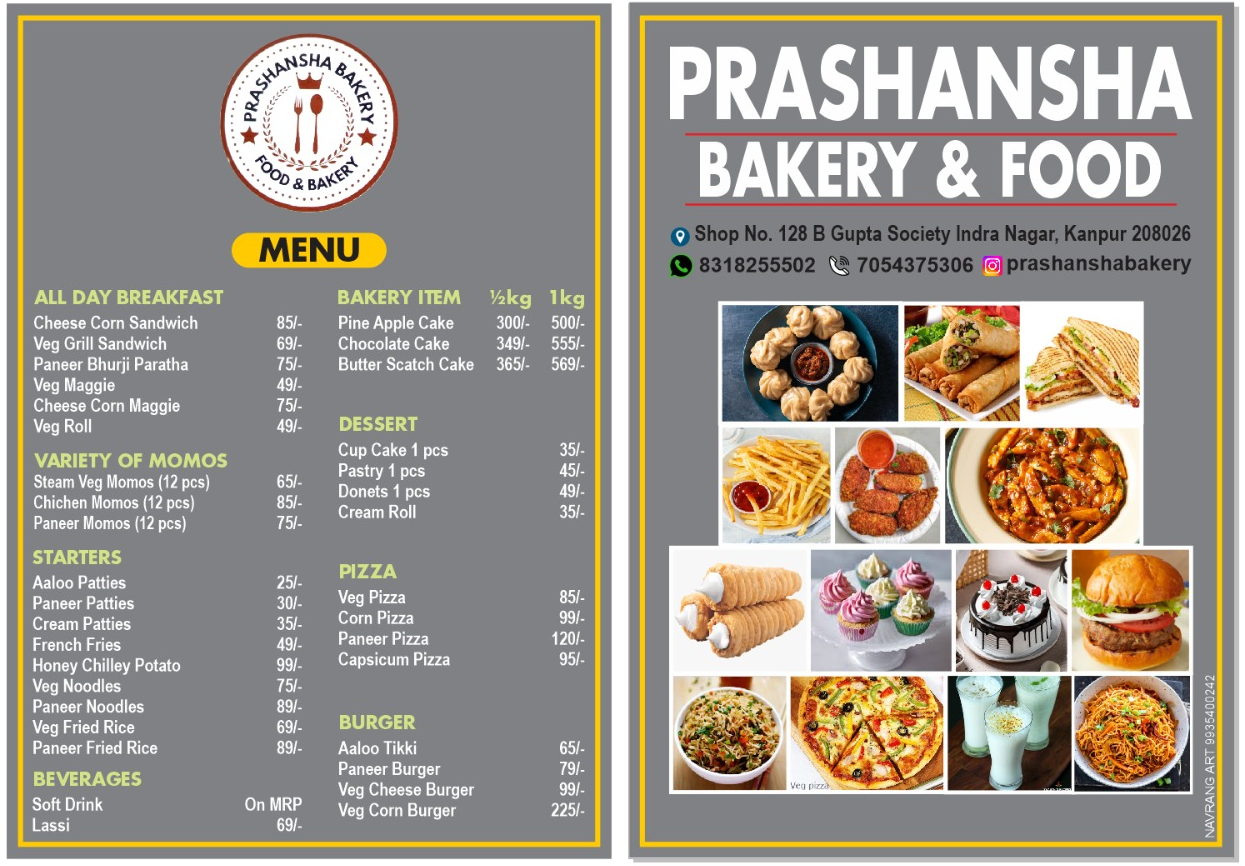 PRASHANSHA BAKERY
FOOD & BAKERY
MENU
ALL DAY BREAKFAST
Cheese Corn Sandwich 85/-
Veg Grill Sandwich 69/-
Paneer Bhurji Paratha 75/-
Veg Maggie 49/-
Cheese Corn Maggie 75/-
Veg Roll 49/-
VARIETY OF MOMOS
Steam Veg Momos (12 pcs) 65/-
Chichen Momos (12 pcs) 85/-
Paneer Momos (12 pcs) 75/-
STARTERS
Aaloo Patties 25/-
Paneer Patties 30/-
Cream Patties 35/-
French Fries 49/-
Honey Chilley Potato 99/-
Veg Noodles 75/-
Paneer Noodles 89/-
Veg Fried Rice 69/-
Paneer Fried Rice 89/-
BEVERAGES
Soft Drink On MRP
Lassi 69/-
BAKERY ITEM ½kg 1kg
Pine Apple Cake 300/- 500/-
Chocolate Cake 349/- 555/-
Butter Scatch Cake 365/- 569/-
DESSERT
Cup Cake 1 pcs 35/-
Pastry 1 pcs 45/-
Donets 1 pcs 49/-
Cream Roll 35/-
PIZZA
Veg Pizza 85/-
Corn Pizza 99/-
Paneer Pizza 120/-
Capsicum Pizza 95/-
BURGER
Aaloo Tikki 65/-
Paneer Burger 79/-
Veg Cheese Burger 99/-
Veg Corn Burger 225/-
PRASHANSHA
BAKERY & FOOD
Shop No. 128 B Gupta Society Indra Nagar, Kanpur 208026
8318255502 7054375306 prashanshabakery
Veg pizza
NAVRANG ART 9935400242